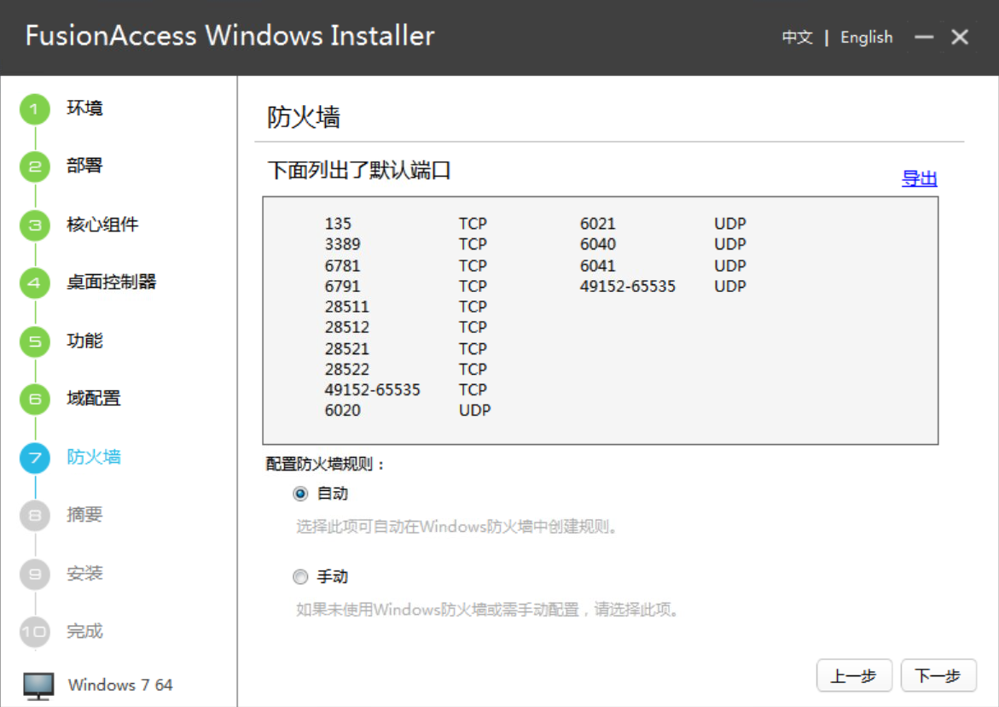 FusionAccess Windows Installer
中文 | English
1 环境
2 部署
3 核心组件
4 桌面控制器
5 功能
6 域配置
7 防火墙
8 摘要
9 安装
10 完成
Windows 7 64
防火墙
下面列出了默认端口
导出
135 TCP 6021 UDP
3389 TCP 6040 UDP
6781 TCP 6041 UDP
6791 TCP 49152-65535 UDP
28511 TCP
28512 TCP
28521 TCP
28522 TCP
49152-65535 TCP
6020 UDP
配置防火墙规则：
自动
选择此项可自动在Windows防火墙中创建规则。
手动
如果未使用Windows防火墙或需手动配置，请选择此项。
上一步
下一步